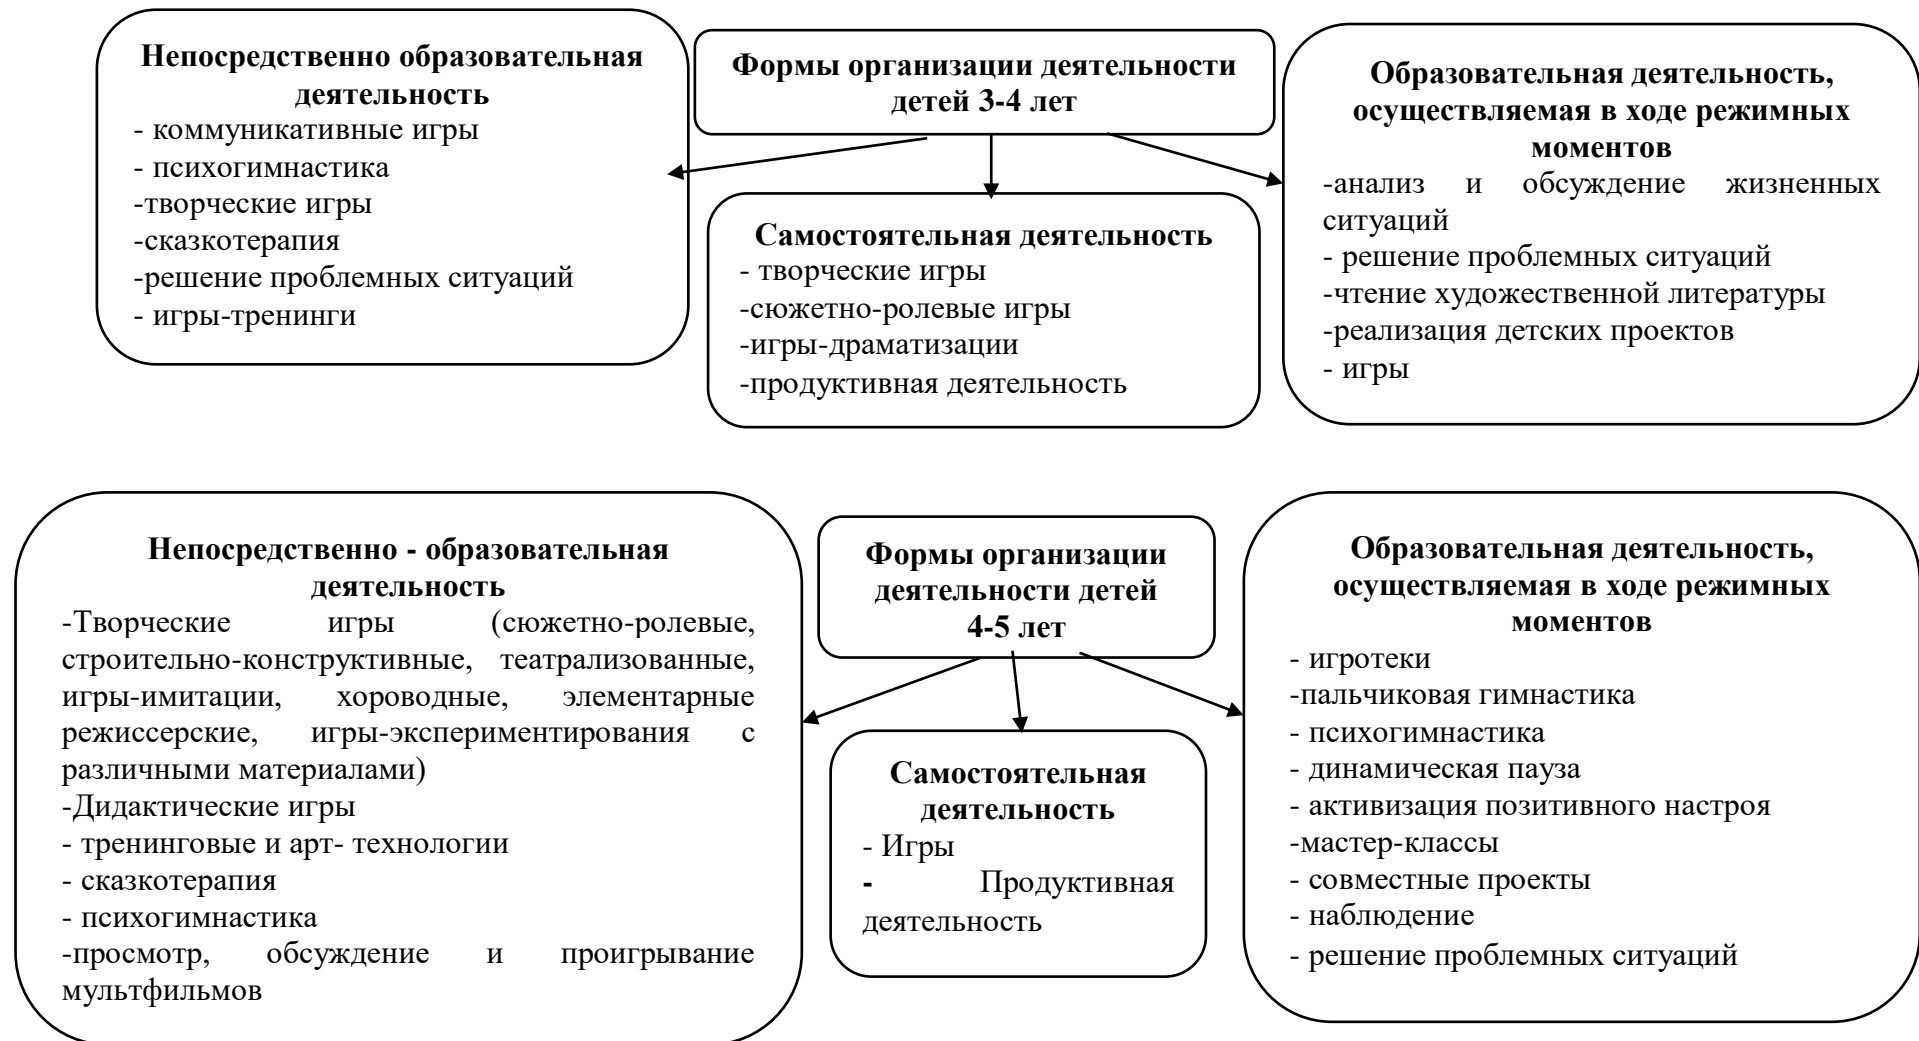 Непосредственно образовательная
деятельность
- коммуникативные игры
- психогимнастика
-творческие игры
-сказкотерапия
-решение проблемных ситуаций
- игры-тренинги
Формы организации деятельности
детей 3-4 лет
Самостоятельная деятельность
- творческие игры
-сюжетно-ролевые игры
-игры-драматизации
-продуктивная деятельность
Образовательная деятельность,
осуществляемая в ходе режимных
моментов
-анализ и обсуждение жизненных
ситуаций
- решение проблемных ситуаций
-чтение художественной литературы
-реализация детских проектов
- игры
Непосредственно - образовательная
деятельность
-Творческие игры (сюжетно-ролевые,
строительно-конструктивные, театрализованные,
игры-имитации, хороводные, элементарные
режиссерские, игры-экспериментирования с
различными материалами)
-Дидактические игры
- тренинговые и арт- технологии
- сказкотерапия
- психогимнастика
-просмотр, обсуждение и проигрывание
мультфильмов
Формы организации
деятельности детей
4-5 лет
Самостоятельная
деятельность
- Игры
- Продуктивная
деятельность
Образовательная деятельность,
осуществляемая в ходе режимных
моментов
- игротеки
-пальчиковая гимнастика
- психогимнастика
- динамическая пауза
- активизация позитивного настроя
-мастер-классы
- совместные проекты
- наблюдение
- решение проблемных ситуаций